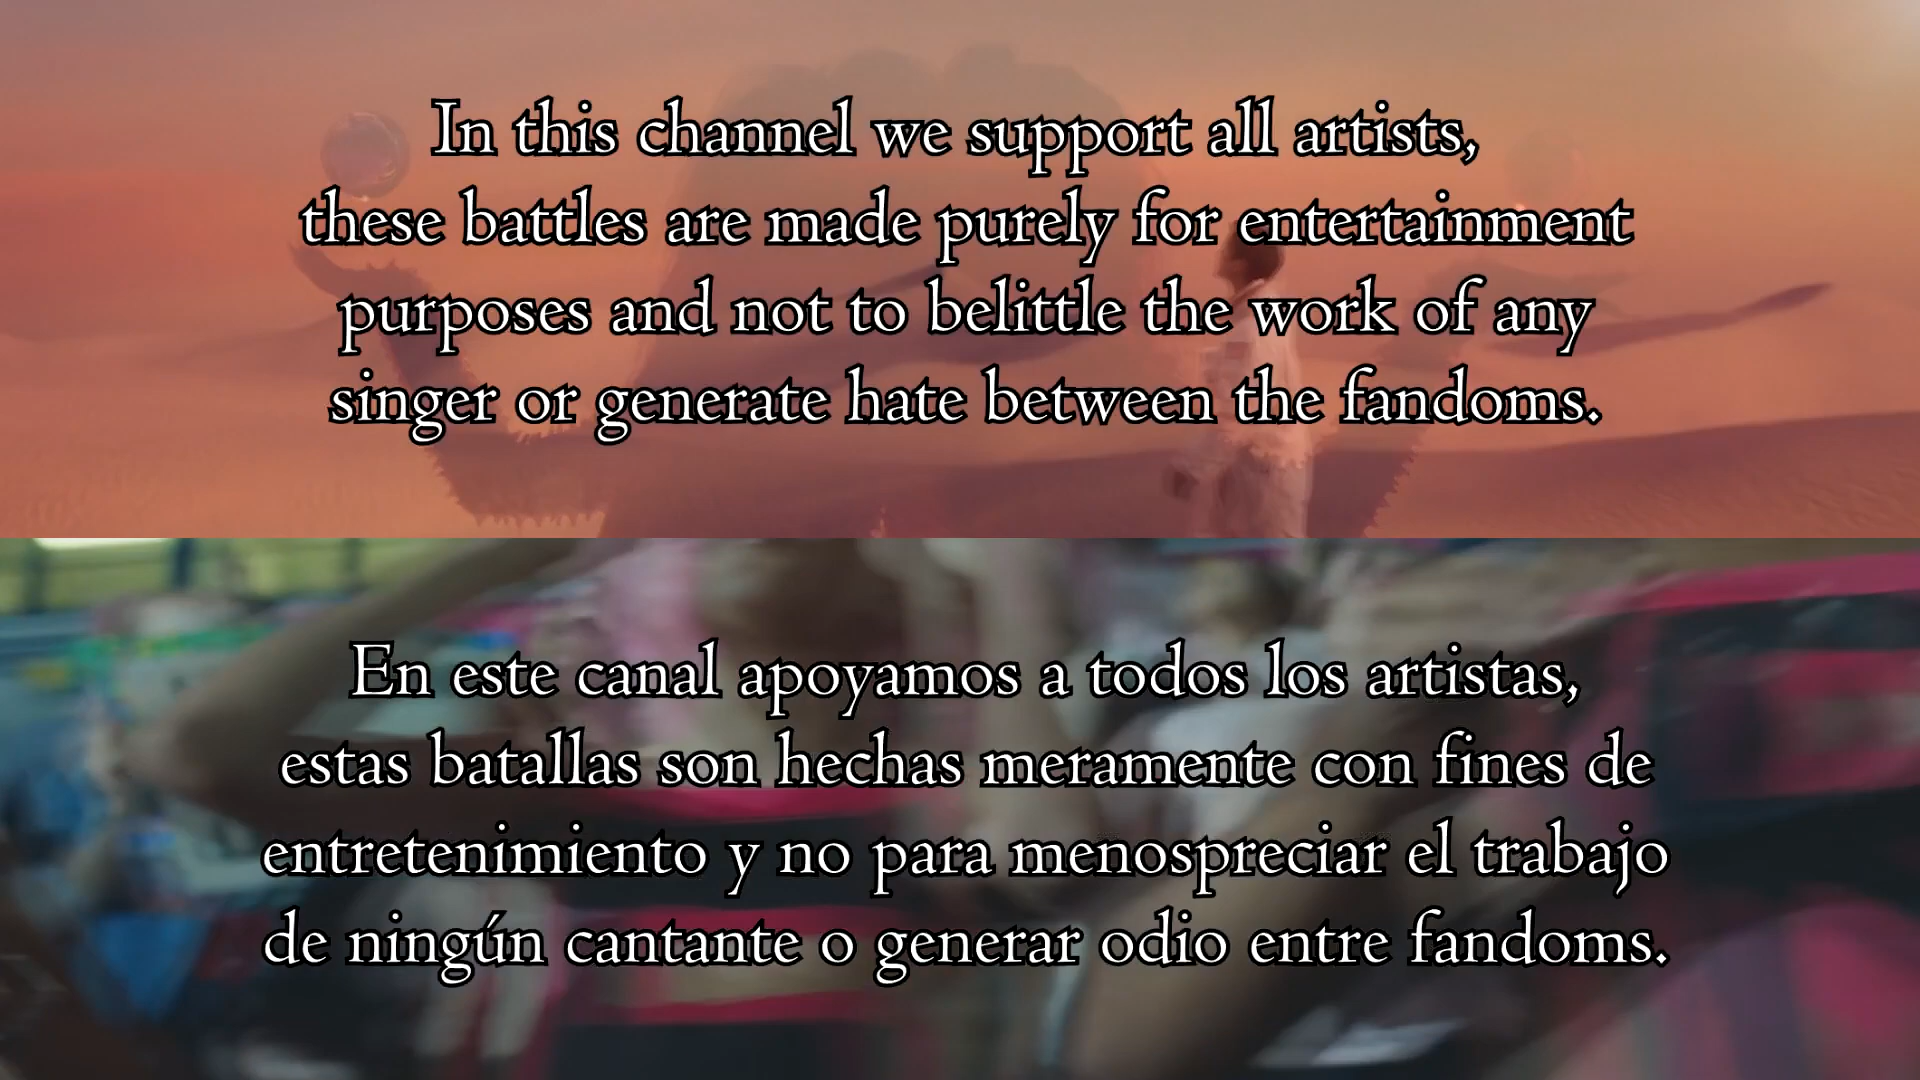 In this channel we support all artists,
these battles are made purely for entertainment
purposes and not to belittle the work of any
singer or generate hate between the fandoms.
En este canal apoyamos a todos los artistas,
estas batallas son hechas meramente con fines de
entretenimiento y no para menospreciar el trabajo
de ningún cantante o generar odio entre fandoms.